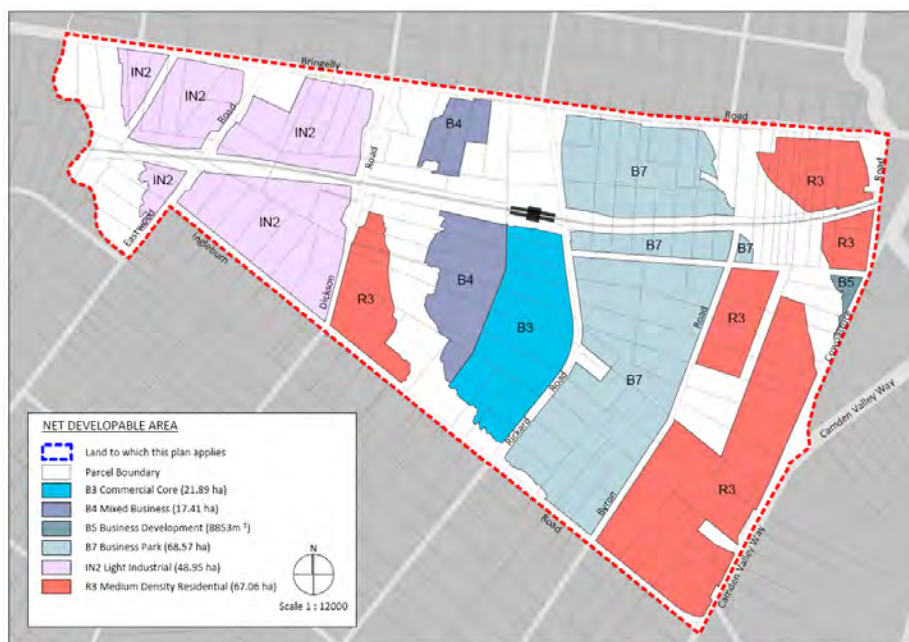 Bringelly
Road
IN2
IN2
Road
IN2
B4
Road
B7
R3
Road
IN2
Eastwood
Ingleburn
IN2
Dickson
R3
B4
B3
B7
B7
R3
B5
Road
R3
Rickard
Road
B7
Byron
Road
R3
Camden Valley Way
Camden Valley Way
NET DEVELOPABLE AREA
Land to which this plan applies
Parcel Boundary
B3 Commercial Core (21.89 ha)
B4 Mixed Business (17.41 ha)
B5 Business Development (8853m ²)
B7 Business Park (68.57 ha)
IN2 Light Industrial (48.95 ha)
R3 Medium Density Residential (67.06 ha)
N
Scale 1 : 12000